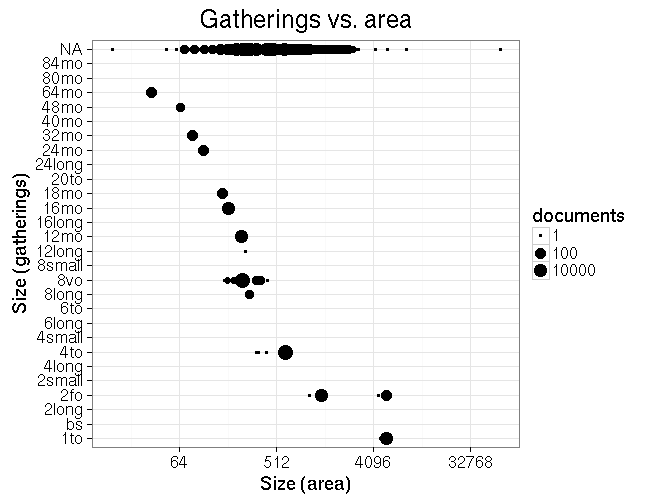 Gatherings vs. area
NA
84mo
80mo
64mo
48mo
40mo
32mo
24mo
24long
20to
18mo
16mo
16long
12mo
12long
8small
8vo
8long
6to
6long
4small
4to
4long
2small
2fo
2long
bs
1to
Size (gatherings)
64
512
4096
32768
Size (area)
documents
1
100
10000